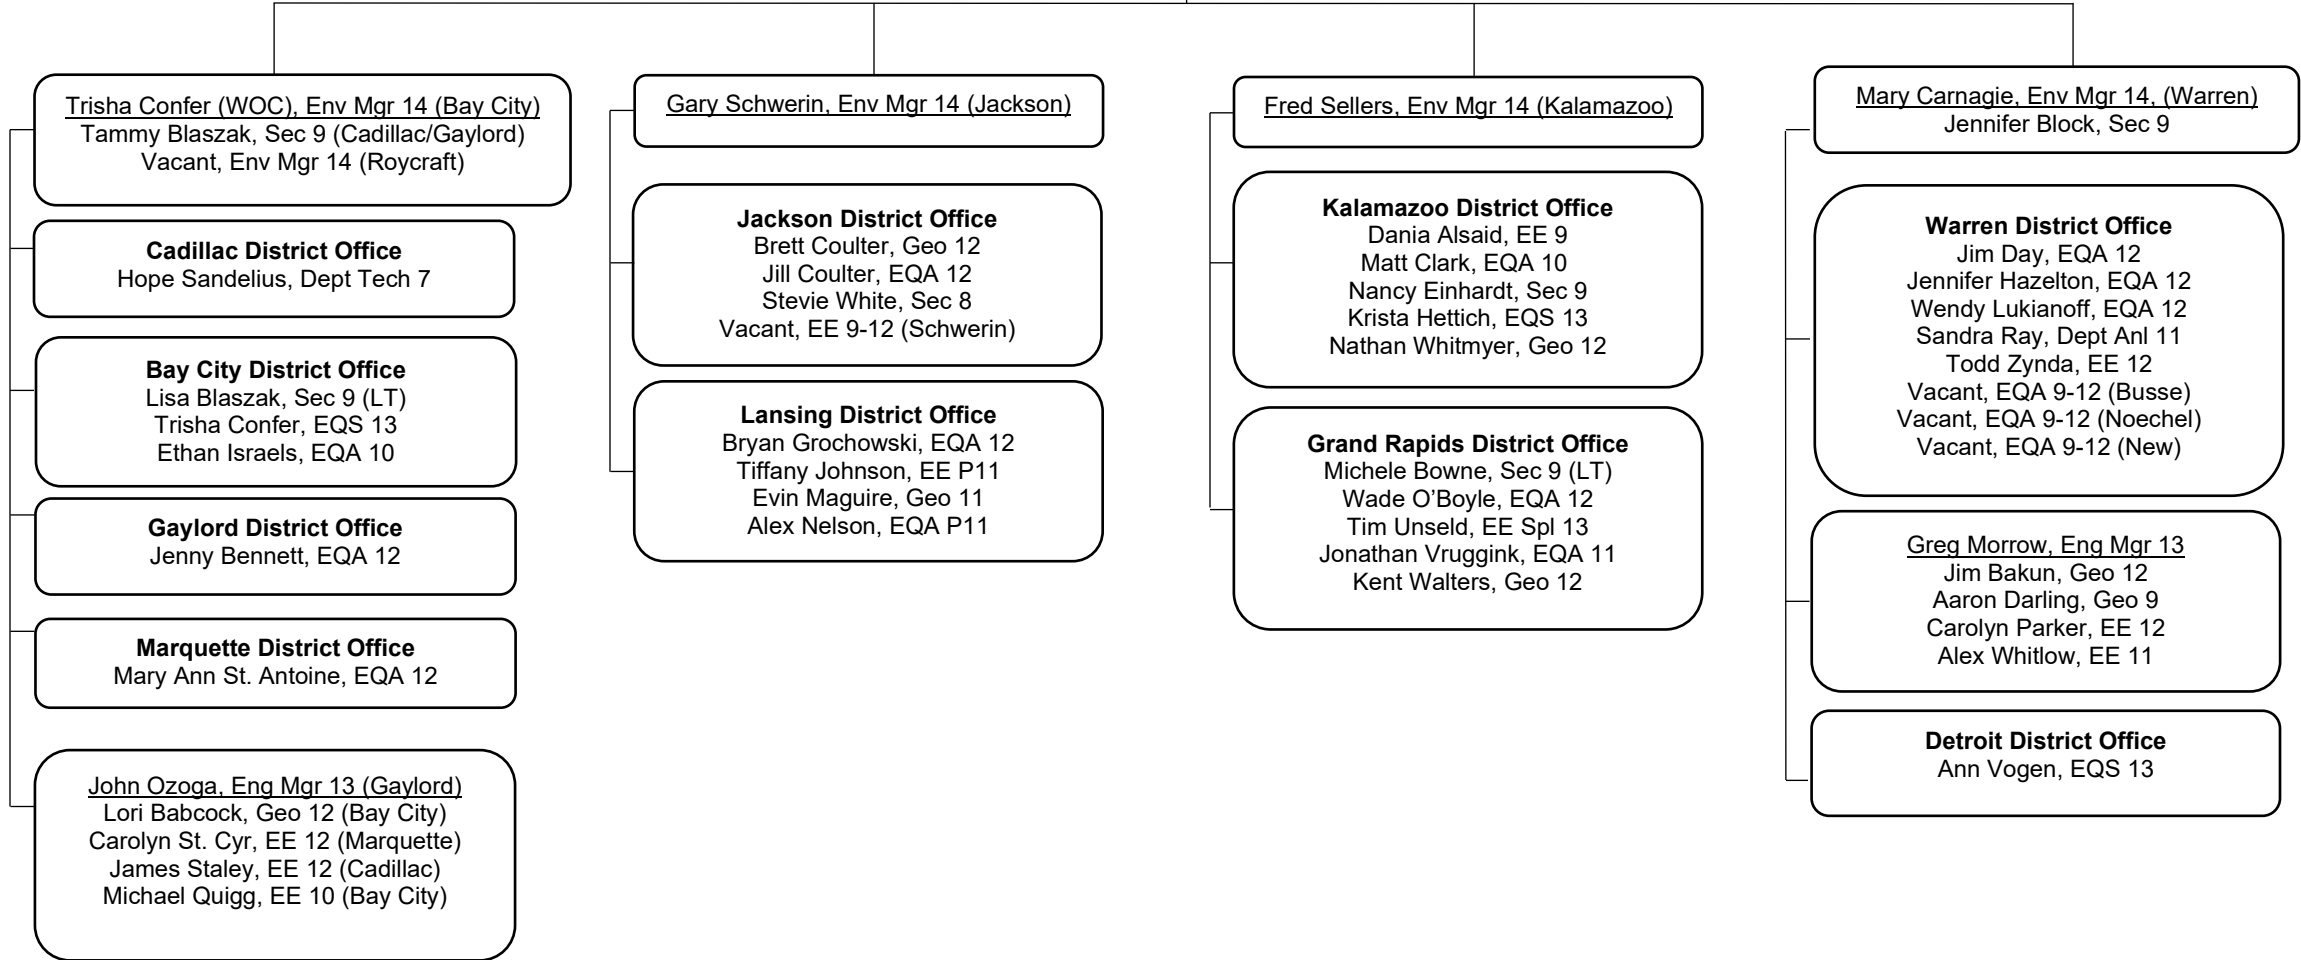 Trisha Confer (WOC), Env Mgr 14 (Bay City)
Tammy Blaszak, Sec 9 (Cadillac/Gaylord)
Vacant, Env Mgr 14 (Roycraft)
Cadillac District Office
Hope Sandelius, Dept Tech 7
Bay City District Office
Lisa Blaszak, Sec 9 (LT)
Trisha Confer, EQS 13
Ethan Israels, EQA 10
Gaylord District Office
Jenny Bennett, EQA 12
Marquette District Office
Mary Ann St. Antoine, EQA 12
John Ozoga, Eng Mgr 13 (Gaylord)
Lori Babcock, Geo 12 (Bay City)
Carolyn St. Cyr, EE 12 (Marquette)
James Staley, EE 12 (Cadillac)
Michael Quigg, EE 10 (Bay City)
Gary Schwerin, Env Mgr 14 (Jackson)
Jackson District Office
Brett Coulter, Geo 12
Jill Coulter, EQA 12
Stevie White, Sec 8
Vacant, EE 9-12 (Schwerin)
Lansing District Office
Bryan Grochowski, EQA 12
Tiffany Johnson, EE P11
Evin Maguire, Geo 11
Alex Nelson, EQA P11
Fred Sellers, Env Mgr 14 (Kalamazoo)
Kalamazoo District Office
Dania Alsaid, EE 9
Matt Clark, EQA 10
Nancy Einhardt, Sec 9
Krista Hettich, EQS 13
Nathan Whitmyer, Geo 12
Grand Rapids District Office
Michele Bowne, Sec 9 (LT)
Wade O’Boyle, EQA 12
Tim Unseld, EE Spl 13
Jonathan Vruggink, EQA 11
Kent Walters, Geo 12
Mary Carnagie, Env Mgr 14, (Warren)
Jennifer Block, Sec 9
Warren District Office
Jim Day, EQA 12
Jennifer Hazelton, EQA 12
Wendy Lukianoff, EQA 12
Sandra Ray, Dept Anl 11
Todd Zynda, EE 12
Vacant, EQA 9-12 (Busse)
Vacant, EQA 9-12 (Noechel)
Vacant, EQA 9-12 (New)
Greg Morrow, Eng Mgr 13
Jim Bakun, Geo 12
Aaron Darling, Geo 9
Carolyn Parker, EE 12
Alex Whitlow, EE 11
Detroit District Office
Ann Vogen, EQS 13